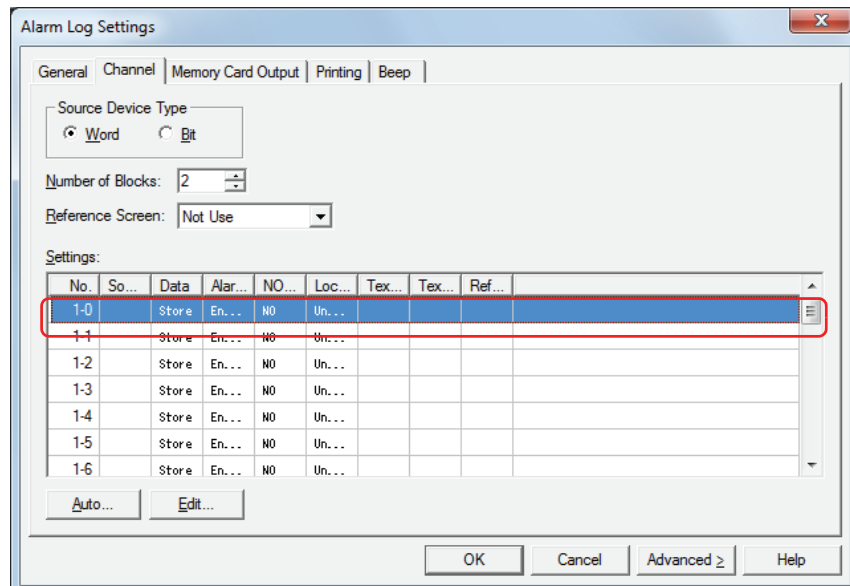 Alarm Log Settings
General Channel Memory Card Output Printing Beep
Source Device Type
Word Bit
Number of Blocks: 2
Reference Screen: Not Use
Settings:
No. So... Data Alar... NO... Loc... Tex... Tex... Ref...
1-0 Store En... NO Un...
1-1 Store En... NO Un...
1-2 Store En... NO Un...
1-3 Store En... NO Un...
1-4 Store En... NO Un...
1-5 Store En... NO Un...
1-6 Store En... NO Un...
Auto... Edit...
OK Cancel Advanced > Help